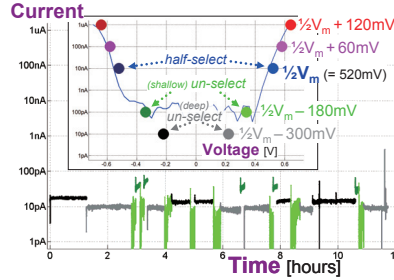 Current
1uA
100nA
10nA
1nA
100pA
10pA
1pA
1uA
100nA
10nA
1nA
100pA
10pA
½Vm + 120mV
½Vm + 60mV
half-select
½Vm (= 520mV)
(shallow) un-select
(deep)
un-select
½Vm – 180mV
½Vm – 300mV
-0.6
-0.4
-0.2
0
0.2
0.4
0.6
Voltage [V]
0
2
4
6
8
10
Time [hours]